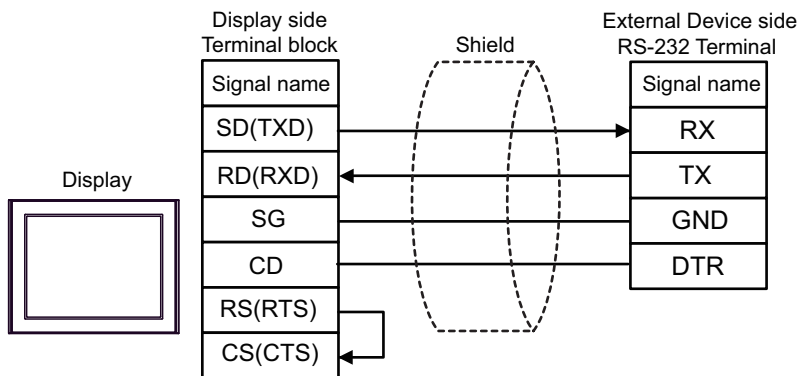 Display side
Terminal block
Shield
External Device side
RS-232 Terminal
Signal name
Signal name
SD(TXD)
RX
Display
RD(RXD)
TX
SG
GND
CD
DTR
RS(RTS)
CS(CTS)